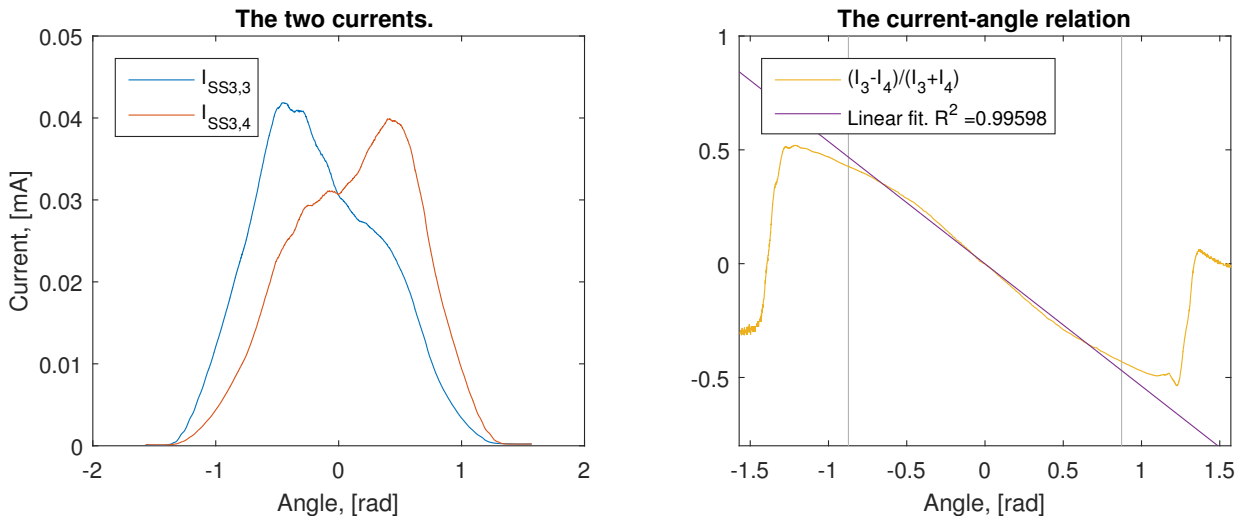 The two currents.
0.05
0.04
0.03
0.02
0.01
0
Current, [mA]
I_SS3,3
I_SS3,4
-2
-1
0
1
2
Angle, [rad]
The current-angle relation
1
0.5
0
-0.5
(I_3-I_4)/(I_3+I_4)
Linear fit. R^2 =0.99598
-1.5
-1
-0.5
0
0.5
1
1.5
Angle, [rad]